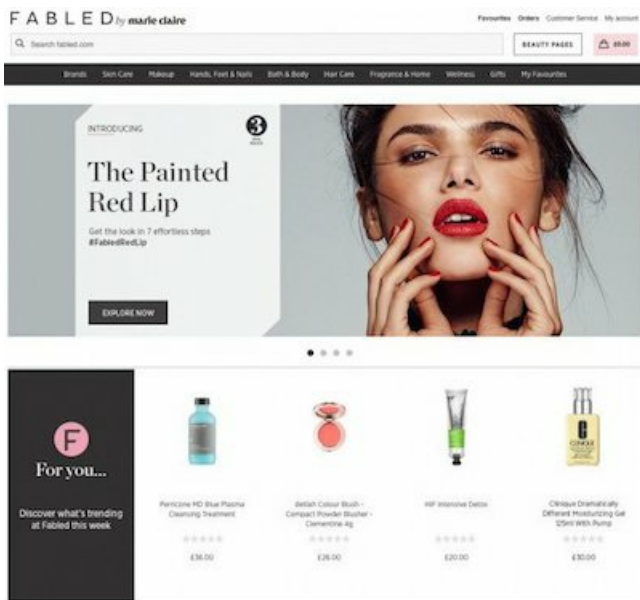 FABLED by marie claire
Favourites Orders Customer Service My account
Search fabled.com
BEAUTY PAGES
£0.00
Brands Skin Care Makeup Hands, Feet & Nails Bath & Body Hair Care Fragrance & Home Wellness Gifts My Favourites
INTRODUCING
3
The Painted
Red Lip
Get the look in 7 effortless steps
#FabledRedLip
EXPLORE NOW
F
For you...
Discover what's trending
at Fabled this week
Perricone MD Blue Plasma
Cleansing Treatment
£36.00
Colour Blush -
Compact Powder Blusher -
Clementine 4g
£26.00
Intensive Detox
£20.00
CLINIQUE
Clinique Dramatically
Different Moisturizing Gel
125ml With Pump
£30.00